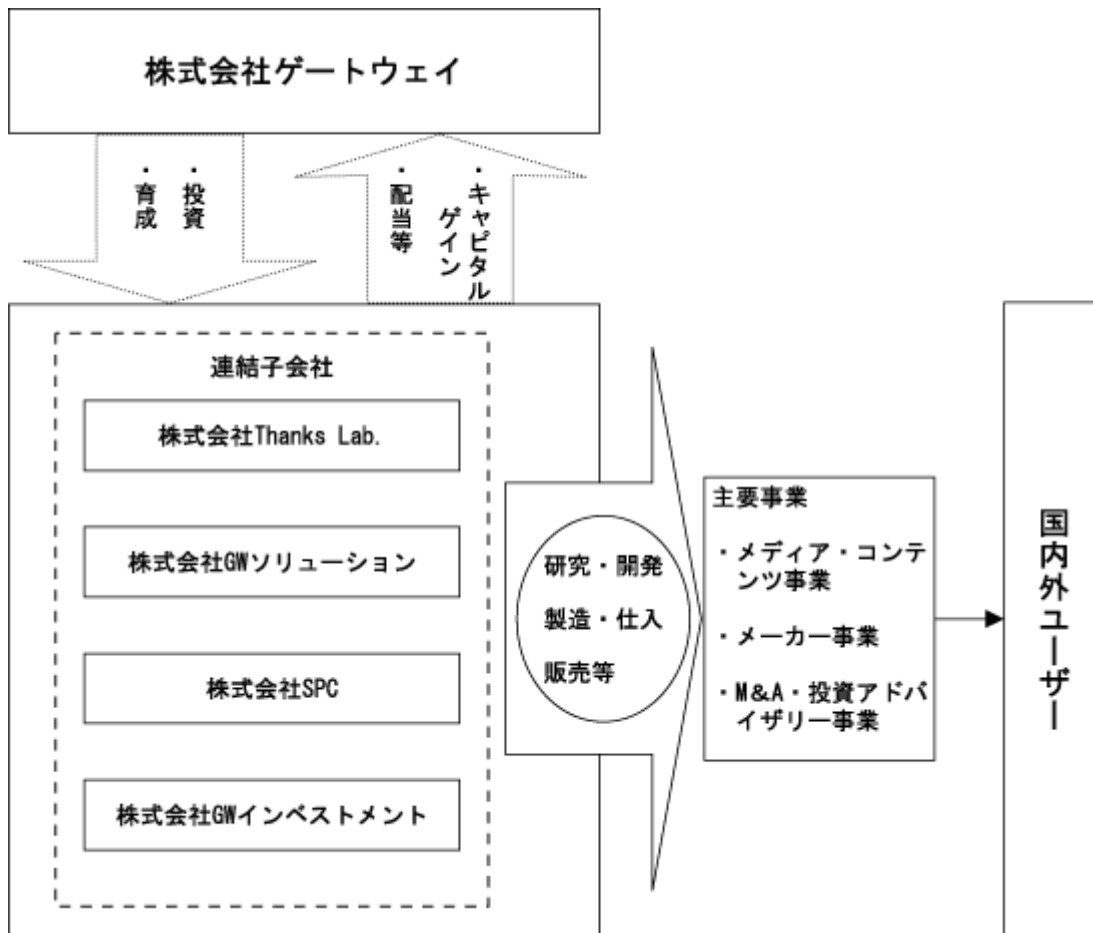 株式会社ゲートウェイ
・投資
・育成
・キャピタル
ゲイン
・配当等
連結子会社
株式会社Thanks Lab.
株式会社GWソリューション
株式会社SPC
株式会社GWインベストメント
研究・開発
製造・仕入
販売等
主要事業
・メディア・コンテ
ンツ事業
・メーカー事業
・M&A・投資アドバ
イザリー事業
国内外ユーザー